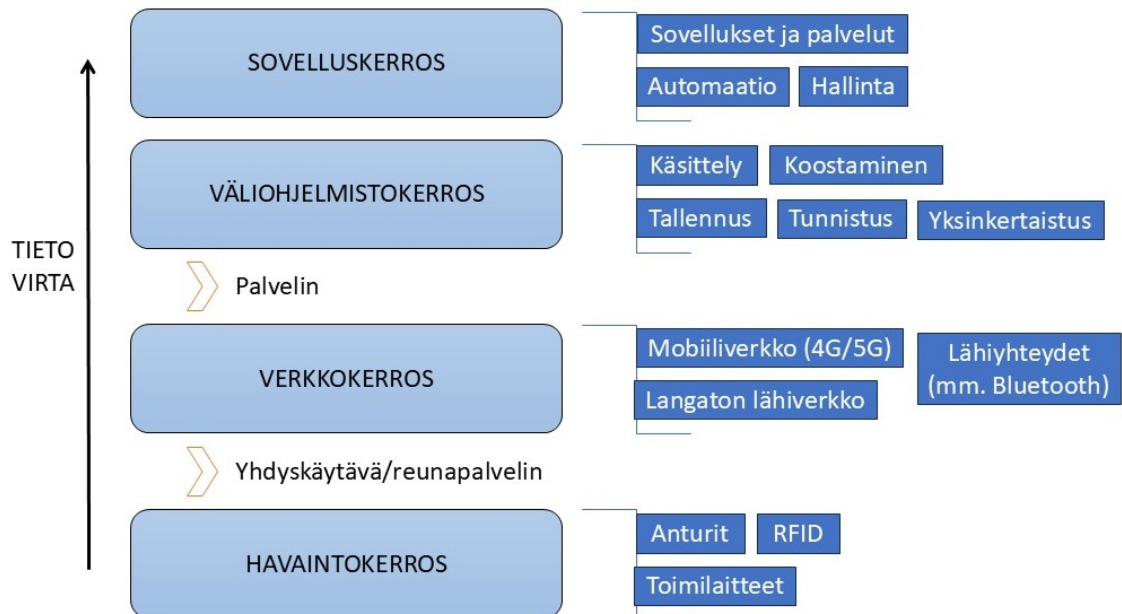 SOVELLUSKERROS
Sovellukset ja palvelut
Automaatio
Hallinta
VÄLIOHJELMISTOKERROS
Käsittely
Koostaminen
Tallennus
Tunnistus
Yksinkertaistus
TIETO
VIRTA
Palvelin
VERKKOKERROS
Mobiiliverkko (4G/5G)
Lähiyhteydet
(mm. Bluetooth)
Langaton lähiverkko
Yhdyskäytävä/reunapalvelin
HAVAINTOKERROS
Anturit
RFID
Toimilaitteet